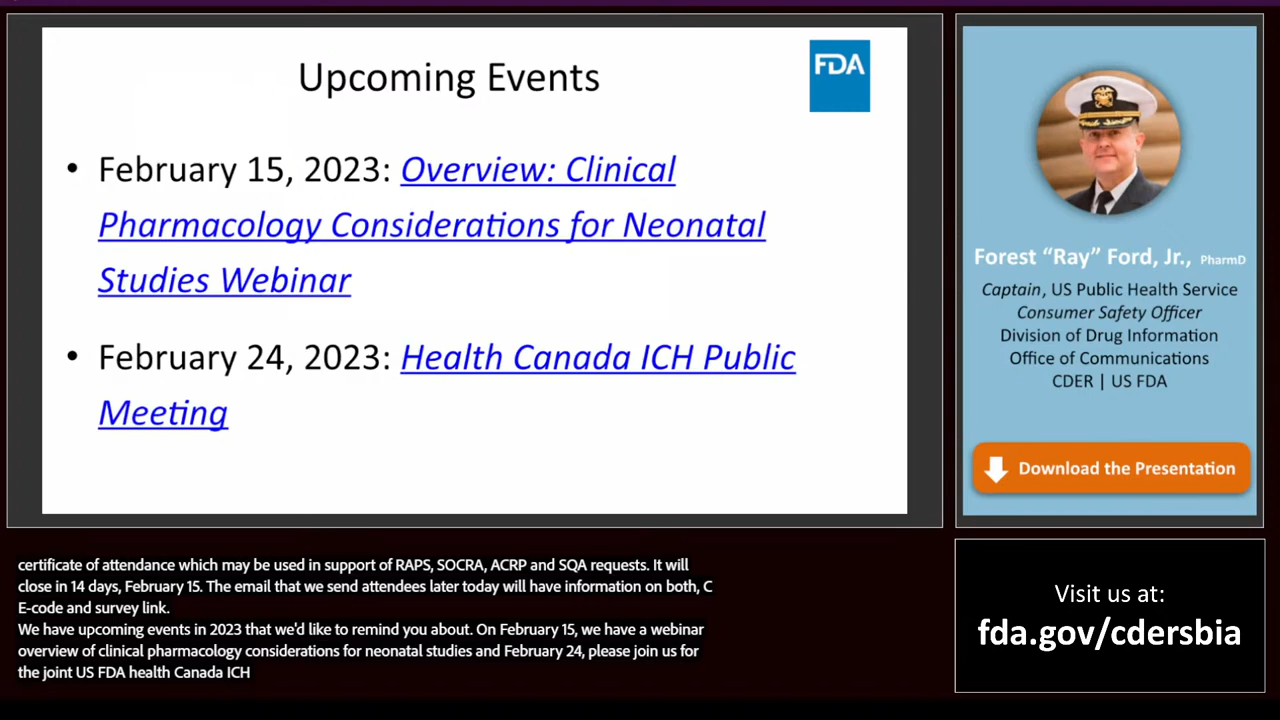 Upcoming Events
FDA
• February 15, 2023: Overview: Clinical
Pharmacology Considerations for Neonatal
Studies Webinar
• February 24, 2023: Health Canada ICH Public
Meeting
Forest “Ray” Ford, Jr., PharmD
Captain, US Public Health Service
Consumer Safety Officer
Division of Drug Information
Office of Communications
CDER | US FDA
Download the Presentation
certificate of attendance which may be used in support of RAPS, SOCRA, ACRP and SQA requests. It will
close in 14 days, February 15. The email that we send attendees later today will have information on both, C
E-code and survey link.
We have upcoming events in 2023 that we'd like to remind you about. On February 15, we have a webinar
overview of clinical pharmacology considerations for neonatal studies and February 24, please join us for
the joint US FDA health Canada ICH
Visit us at:
fda.gov/cdersbia